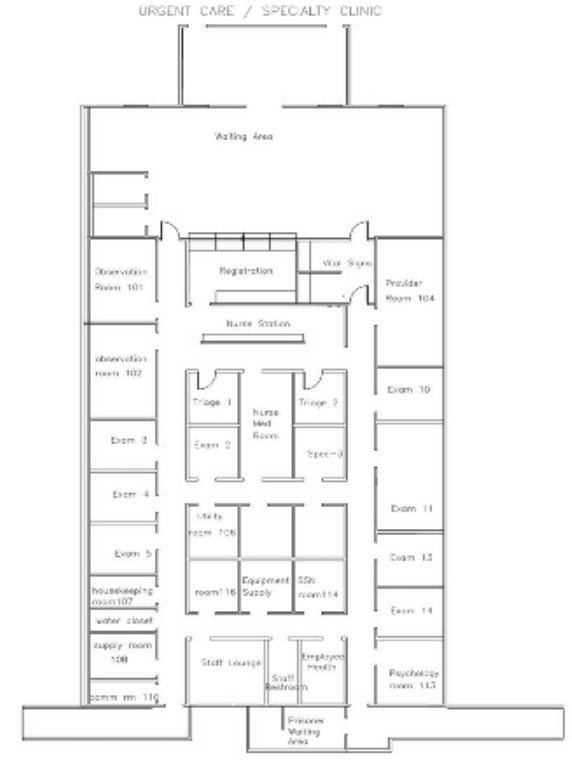 URGENT CARE / SPECIALTY CLINIC
Waiting Area
Observation
Room 101
Registration
Vital Signs
Provider
Room 104
Nurse Station
observation
room 102
Exam 10
Triage 1
Nurse
Med
Room
Triage 2
Exam 3
Exam 2
Spec-3
Exam 4
Exam 11
Utility
room 106
Exam 5
Exam 13
housekeeping
room107
room116
Equipment
Supply
SSN
room114
Exam 14
water closet
supply room
108
Staff Lounge
Staff
Restroom
Employee
Health
Psychology
room 113
comm rm 110
Prisoner
Waiting
Area